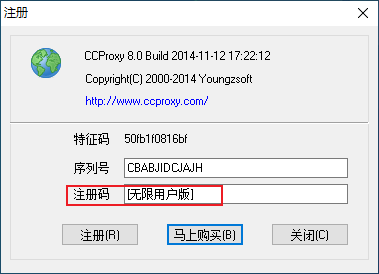 注册
CCProxy 8.0 Build 2014-11-12 17:22:12
Copyright(C) 2000-2014 Youngzsoft
http://www.ccproxy.com/
特征码 50fb1f0816bf
序列号 CBABJIDCJAJH
注册码 [无限用户版]
注册(R) 马上购买(B) 关闭(C)